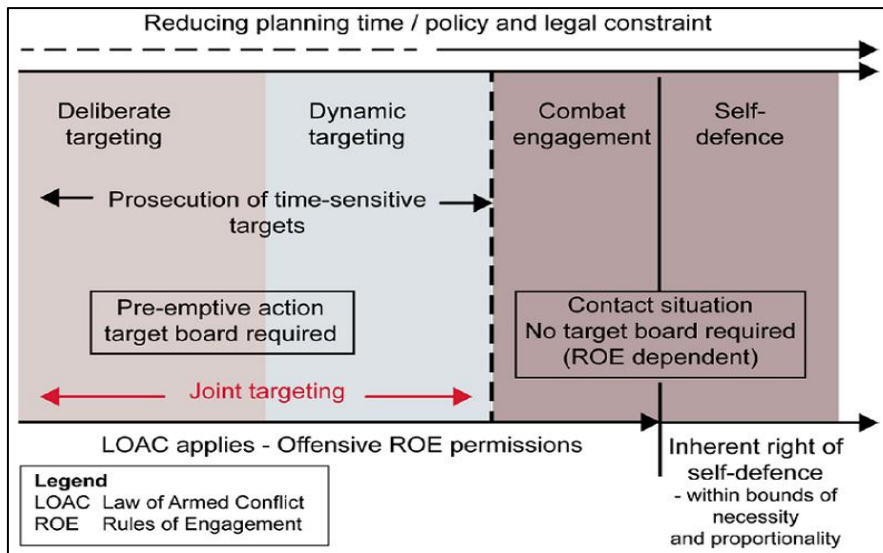 Reducing planning time / policy and legal constraint
Deliberate
targeting
Dynamic
targeting
Combat
engagement
Self-
defence
Prosecution of time-sensitive
targets
Pre-emptive action
target board required
Contact situation
No target board required
(ROE dependent)
Joint targeting
LOAC applies - Offensive ROE permissions
Inherent right of
self-defence
- within bounds of
necessity
and proportionality
Legend
LOAC Law of Armed Conflict
ROE Rules of Engagement